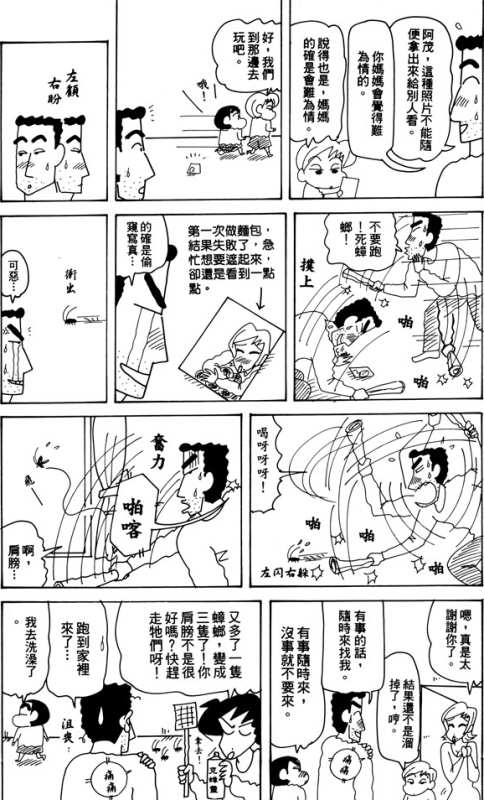 阿茂，這種照片不能隨
便拿出來給別人看。
你媽媽會覺得難
為情的。
說得也是，媽媽
的確是會難為情。
好，我們
到那邊去
玩吧。
哦！
左顧
右盼
不要跑
！死蟑
螂！
撲上
啪
啪
啪
第一次做麵包，
結果失敗了，急
忙想要遮起來，
卻還是看到一點
點。
的確是偷
窺寫真…
衝出
可惡…
喝呀呀呀！
啪
啪
啪
啪
左閃右躲
奮力
啪喀
飛
啊，
肩膀…
嗯，真是太
謝謝你了。
結果還不是溜
掉了，哼。
有事的話，
隨時來找我。
有事隨時來，
沒事就不要來。
痛痛
又多了一隻
蟑螂，變成
三隻了！你
肩膀不是很
好嗎？快趕
走牠們呀！
跑到家裡
來了…
沮喪…
痛痛
我去洗澡了
。